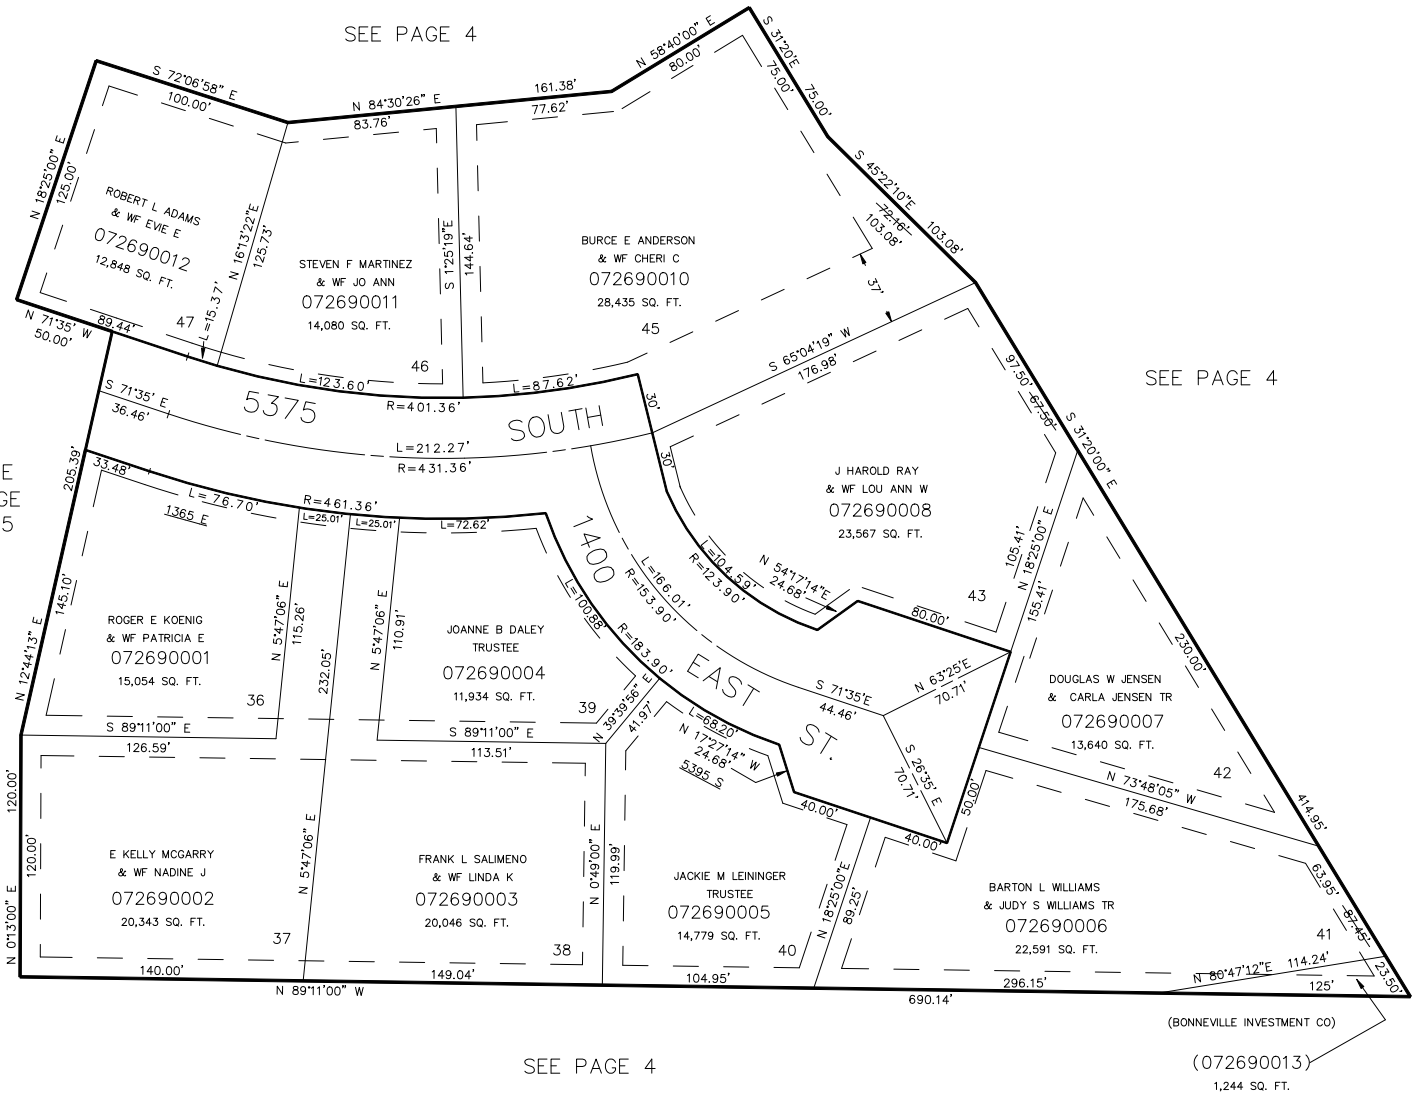 SEE PAGE 4
S 72°06'58" E
100.00'
N 84°30'26" E
83.76'
161.38'
77.62'
N 58°40'00" E
80.00'
S 31°20'E
75.00'
75.00'
S 45°22'10"E
72.16'
103.08'
103.08'
37'
N 18°25'00" E
125.00'
ROBERT L ADAMS
& WF EVIE E
072690012
12,848 SQ. FT.
47
N 16°13'22"E
125.73'
L=15.37'
89.44'
N 71°35' W
50.00'
STEVEN F MARTINEZ
& WF JO ANN
072690011
14,080 SQ. FT.
46
S 1°25'19"E
144.64'
L=123.60'
BURCE E ANDERSON
& WF CHERI C
072690010
28,435 SQ. FT.
45
L=87.62'
R=401.36'
S 65°04'19" W
176.98'
30'
30'
S 71°35' E
36.46'
5375 SOUTH
L=212.27'
R=431.36'
SEE PAGE 4
97.50'
67.50'
S 31°20'00" E
E
GE
5
205.39'
33.48'
L= 76.70'
R=461.36'
1365 E
L=25.01'
L=25.01'
L=72.62'
J HAROLD RAY
& WF LOU ANN W
072690008
23,567 SQ. FT.
43
105.41'
N 18°25'00" E
155.41'
L=104.59'
R=123.90'
N 54°17'14"E
24.68'
80.00'
1400 EAST ST.
L=166.01'
R=153.90'
L=100.88'
R=183.90'
145.10'
N 12°44'13" E
ROGER E KOENIG
& WF PATRICIA E
072690001
15,054 SQ. FT.
36
N 5°47'06" E
115.26'
232.05'
N 5°47'06" E
110.91'
JOANNE B DALEY
TRUSTEE
072690004
11,934 SQ. FT.
39
N 39°39'56" E
41.97'
S 71°35'E
44.46'
N 63°25'E
70.71'
S 26°35' E
70.71'
230.00'
DOUGLAS W JENSEN
& CARLA JENSEN TR
072690007
13,640 SQ. FT.
42
S 89°11'00" E
126.59'
S 89°11'00" E
113.51'
L=68.20'
N 17°27'14" W
24.68'
5395 S
40.00'
40.00'
50.00'
N 73°48'05" W
175.68'
414.95'
120.00'
120.00'
N 0°13'00" E
E KELLY MCGARRY
& WF NADINE J
072690002
20,343 SQ. FT.
37
N 5°47'06" E
FRANK L SALIMENO
& WF LINDA K
072690003
20,046 SQ. FT.
38
N 0°49'00" E
119.99'
JACKIE M LEININGER
TRUSTEE
072690005
14,779 SQ. FT.
40
N 18°25'00"E
89.25'
BARTON L WILLIAMS
& JUDY S WILLIAMS TR
072690006
22,591 SQ. FT.
41
63.95'
87.45'
23.50'
N 80°47'12"E
114.24'
125'
140.00'
149.04'
104.95'
296.15'
N 89°11'00" W
690.14'
(BONNEVILLE INVESTMENT CO)
(072690013)
1,244 SQ. FT.
SEE PAGE 4